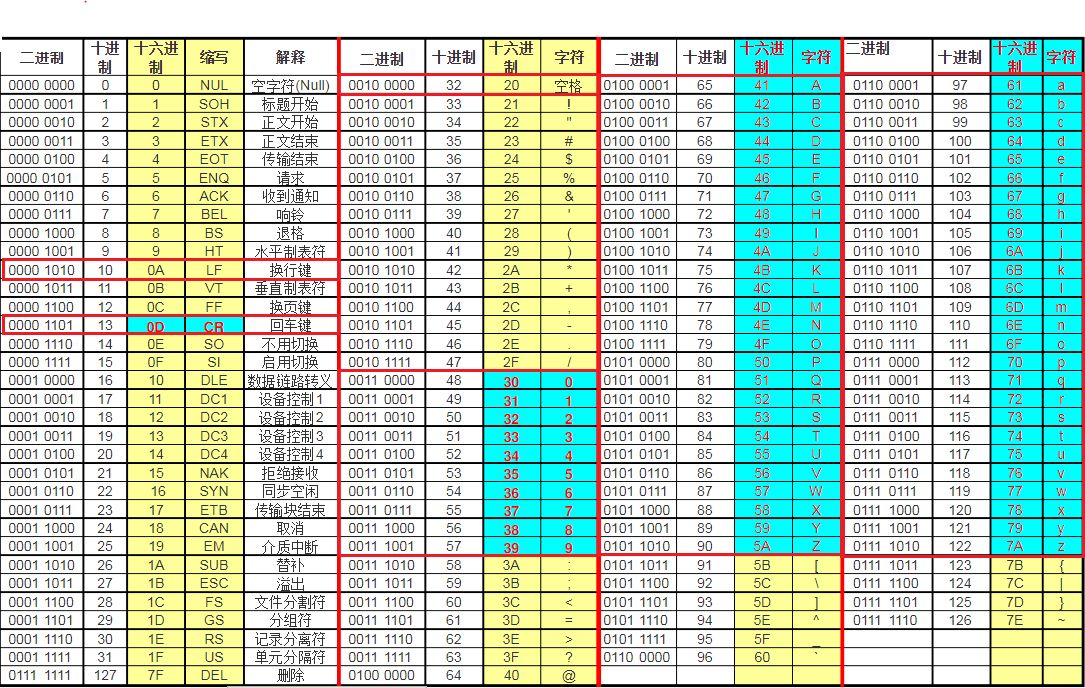 二进制 十进制 十六进制 缩写 解释 二进制 十进制 十六进制 字符 二进制 十进制 十六进制 字符 二进制 十进制 十六进制 字符
0000 0000 0 0 NUL 空字符(Null) 0010 0000 32 20 空格 0100 0001 65 41 A 0110 0001 97 61 a
0000 0001 1 1 SOH 标题开始 0010 0001 33 21 ! 0100 0010 66 42 B 0110 0010 98 62 b
0000 0010 2 2 STX 正文开始 0010 0010 34 22 " 0100 0011 67 43 C 0110 0011 99 63 c
0000 0011 3 3 ETX 正文结束 0010 0011 35 23 # 0100 0100 68 44 D 0110 0100 100 64 d
0000 0100 4 4 EOT 传输结束 0010 0100 36 24 $ 0100 0101 69 45 E 0110 0101 101 65 e
0000 0101 5 5 ENQ 请求 0010 0101 37 25 % 0100 0110 70 46 F 0110 0110 102 66 f
0000 0110 6 6 ACK 收到通知 0010 0110 38 26 & 0100 0111 71 47 G 0110 0111 103 67 g
0000 0111 7 7 BEL 响铃 0010 0111 39 27 ' 0100 1000 72 48 H 0110 1000 104 68 h
0000 1000 8 8 BS 退格 0010 1000 40 28 ( 0100 1001 73 49 I 0110 1001 105 69 i
0000 1001 9 9 HT 水平制表符 0010 1001 41 29 ) 0100 1010 74 4A J 0110 1010 106 6A j
0000 1010 10 0A LF 换行键 0010 1010 42 2A * 0100 1011 75 4B K 0110 1011 107 6B k
0000 1011 11 0B VT 垂直制表符 0010 1011 43 2B + 0100 1100 76 4C L 0110 1100 108 6C l
0000 1100 12 0C FF 换页键 0010 1100 44 2C , 0100 1101 77 4D M 0110 1101 109 6D m
0000 1101 13 0D CR 回车键 0010 1101 45 2D - 0100 1110 78 4E N 0110 1110 110 6E n
0000 1110 14 0E SO 不用切换 0010 1110 46 2E . 0100 1111 79 4F O 0110 1111 111 6F o
0000 1111 15 0F SI 启用切换 0010 1111 47 2F / 0101 0000 80 50 P 0111 0000 112 70 p
0001 0000 16 10 DLE 数据链路转义 0011 0000 48 30 0 0101 0001 81 51 Q 0111 0001 113 71 q
0001 0001 17 11 DC1 设备控制1 0011 0001 49 31 1 0101 0010 82 52 R 0111 0010 114 72 r
0001 0010 18 12 DC2 设备控制2 0011 0010 50 32 2 0101 0011 83 53 S 0111 0011 115 73 s
0001 0011 19 13 DC3 设备控制3 0011 0011 51 33 3 0101 0100 84 54 T 0111 0100 116 74 t
0001 0100 20 14 DC4 设备控制4 0011 0100 52 34 4 0101 0101 85 55 U 0111 0101 117 75 u
0001 0101 21 15 NAK 拒绝接收 0011 0101 53 35 5 0101 0110 86 56 V 0111 0110 118 76 v
0001 0110 22 16 SYN 同步空闲 0011 0110 54 36 6 0101 0111 87 57 W 0111 0111 119 77 w
0001 0111 23 17 ETB 传输块结束 0011 0111 55 37 7 0101 1000 88 58 X 0111 1000 120 78 x
0001 1000 24 18 CAN 取消 0011 1000 56 38 8 0101 1001 89 59 Y 0111 1001 121 79 y
0001 1001 25 19 EM 介质中断 0011 1001 57 39 9 0101 1010 90 5A Z 0111 1010 122 7A z
0001 1010 26 1A SUB 替补 0011 1010 58 3A : 0101 1011 91 5B [ 0111 1011 123 7B {
0001 1011 27 1B ESC 溢出 0011 1011 59 3B ; 0101 1100 92 5C \ 0111 1100 124 7C |
0001 1100 28 1C FS 文件分割符 0011 1100 60 3C < 0101 1101 93 5D ] 0111 1101 125 7D }
0001 1101 29 1D GS 分组符 0011 1101 61 3D = 0101 1110 94 5E ^ 0111 1110 126 7E ~
0001 1110 30 1E RS 记录分离符 0011 1110 62 3E > 0101 1111 95 5F _
0001 1111 31 1F US 单元分隔符 0011 1111 63 3F ? 0110 0000 96 60 `
0111 1111 127 7F DEL 删除 0100 0000 64 40 @